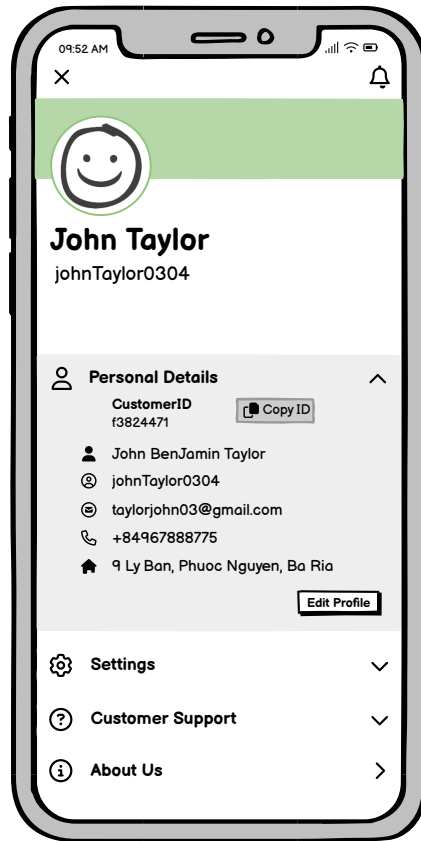 09:52 AM
John Taylor
johnTaylor0304
Personal Details
CustomerID
f3824471
Copy ID
John BenJamin Taylor
johnTaylor0304
taylorjohn03@gmail.com
+84967888775
9 Ly Ban, Phuoc Nguyen, Ba Ria
Edit Profile
Settings
Customer Support
About Us